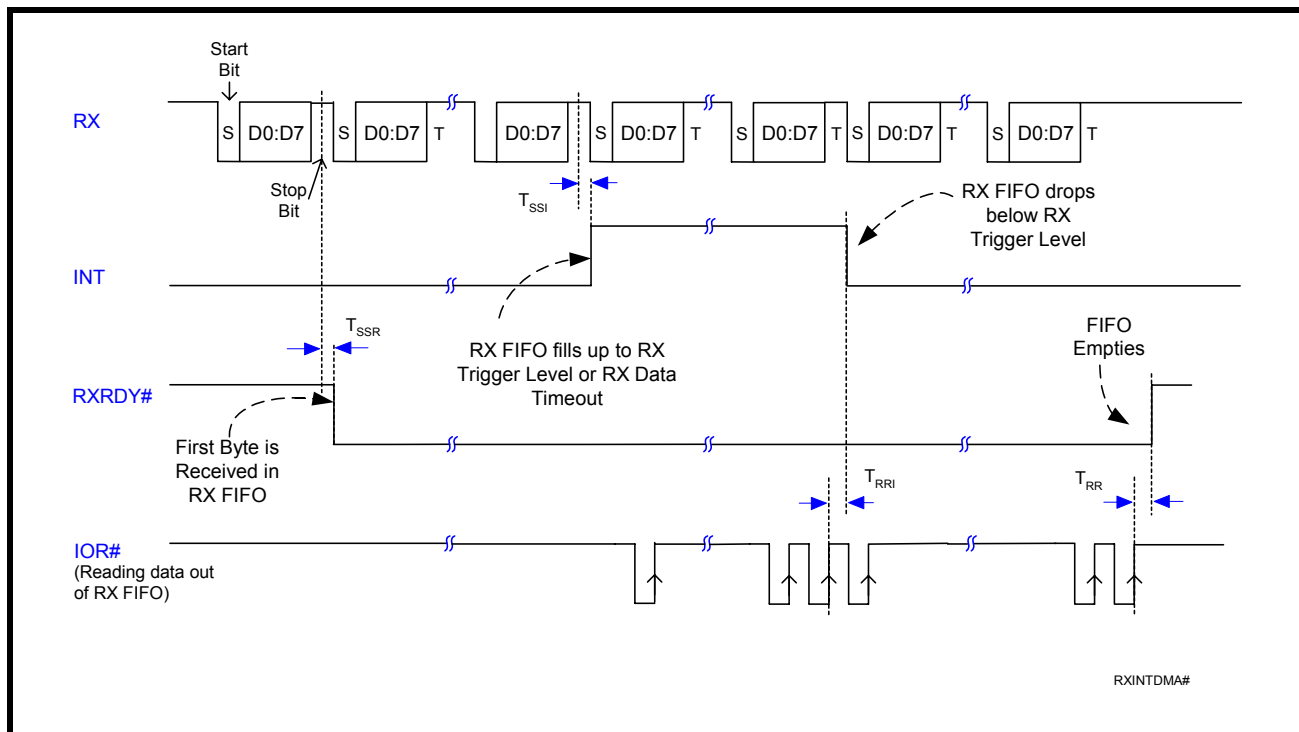 Start
Bit
RX
S D0:D7 S D0:D7 T D0:D7 S D0:D7 T S D0:D7 T S D0:D7 T S D0:D7 T
Stop
Bit
TSSI
RX FIFO drops
below RX
Trigger Level
INT
TSSR
RX FIFO fills up to RX
Trigger Level or RX Data
Timeout
FIFO
Empties
RXRDY#
First Byte is
Received in
RX FIFO
TRRI
TRR
IOR#
(Reading data out
of RX FIFO)
RXINTDMA#